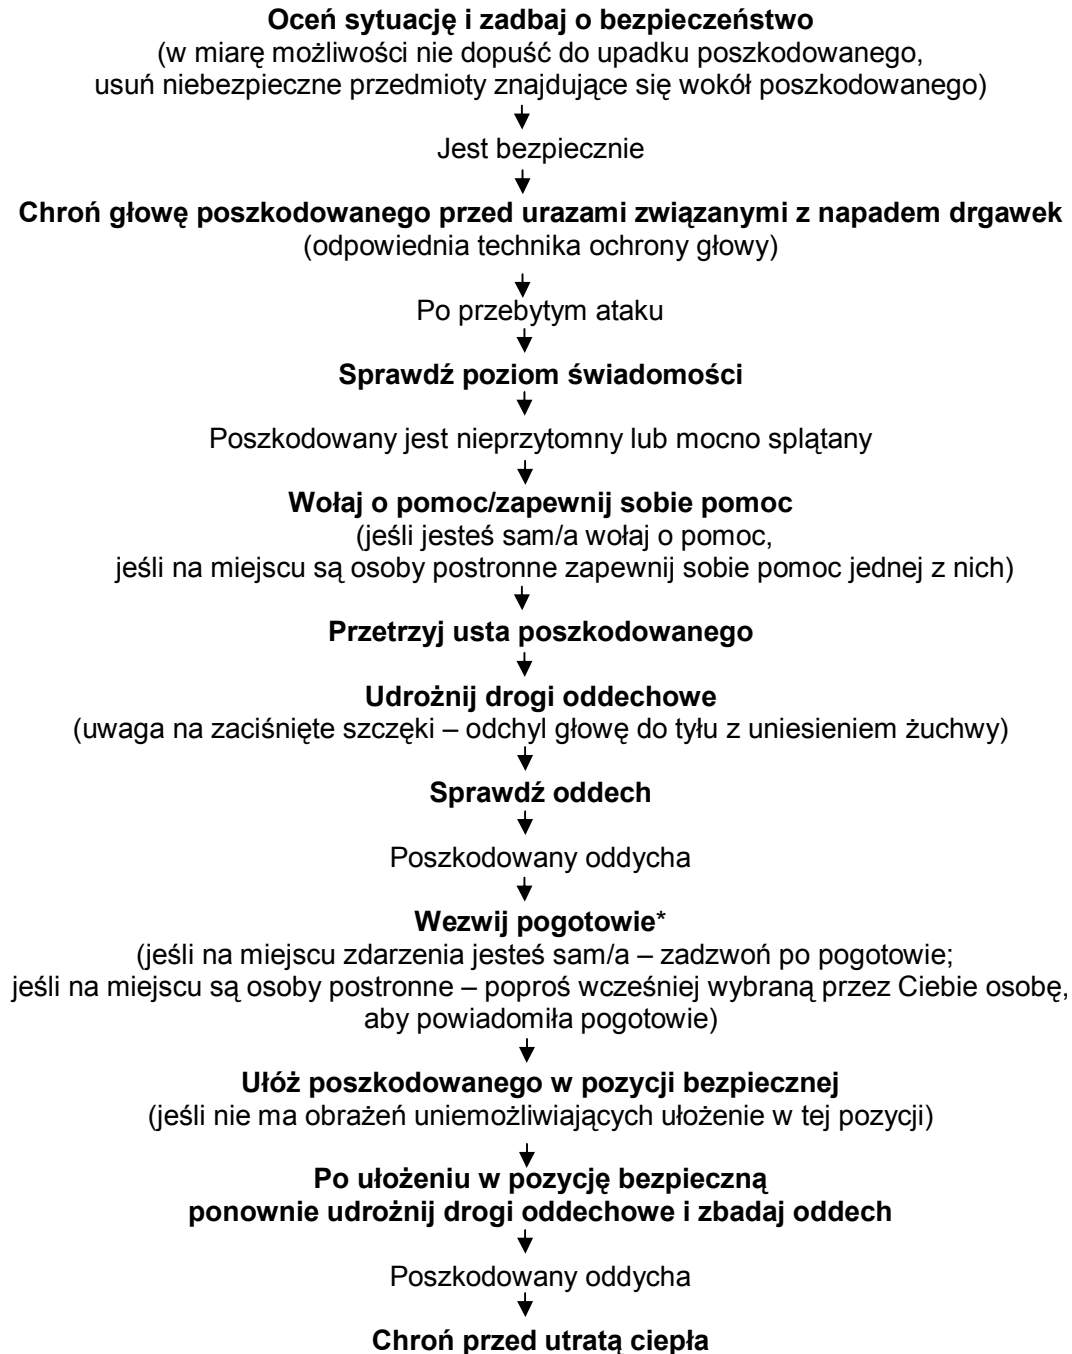 Oceń sytuację i zadbaj o bezpieczeństwo
(w miarę możliwości nie dopuść do upadku poszkodowanego,
usuń niebezpieczne przedmioty znajdujące się wokół poszkodowanego)
Jest bezpiecznie
Chroń głowę poszkodowanego przed urazami związanymi z napadem drgawek
(odpowiednia technika ochrony głowy)
Po przebytym ataku
Sprawdź poziom świadomości
Poszkodowany jest nieprzytomny lub mocno splątany
Wołaj o pomoc/zapewnij sobie pomoc
(jeśli jesteś sam/a wołaj o pomoc,
jeśli na miejscu są osoby postronne zapewnij sobie pomoc jednej z nich)
Przetrzyj usta poszkodowanego
Udrożnij drogi oddechowe
(uwaga na zaciśnięte szczęki – odchyl głowę do tyłu z uniesieniem żuchwy)
Sprawdź oddech
Poszkodowany oddycha
Wezwij pogotowie*
(jeśli na miejscu zdarzenia jesteś sam/a – zadzwoń po pogotowie;
jeśli na miejscu są osoby postronne – poproś wcześniej wybraną przez Ciebie osobę,
aby powiadomiła pogotowie)
Ułóż poszkodowanego w pozycji bezpiecznej
(jeśli nie ma obrażeń uniemożliwiających ułożenie w tej pozycji)
Po ułożeniu w pozycję bezpieczną
ponownie udrożnij drogi oddechowe i zbadaj oddech
Poszkodowany oddycha
Chroń przed utratą ciepła